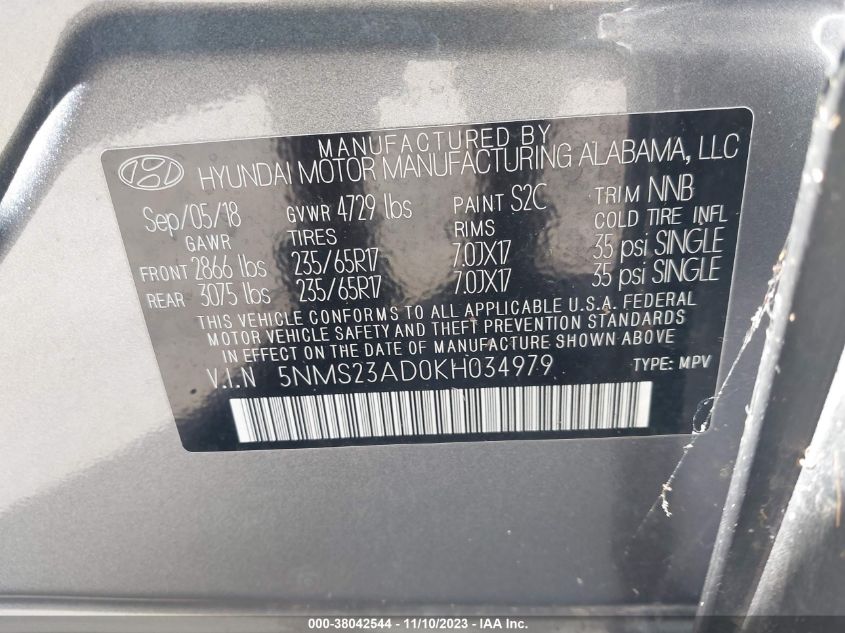 MANUFACTURED BY
HYUNDAI MOTOR MANUFACTURING ALABAMA, LLC
Sep/05/18 GVWR 4729 lbs PAINT S2C TRIM NNB
GAWR TIRES RIMS COLD TIRE INFL
FRONT 2866 lbs 235/65R17 7.0JX17 35 psi SINGLE
REAR 3075 lbs 235/65R17 7.0JX17 35 psi SINGLE
THIS VEHICLE CONFORMS TO ALL APPLICABLE U.S.A. FEDERAL
MOTOR VEHICLE SAFETY AND THEFT PREVENTION STANDARDS
IN EFFECT ON THE DATE OF MANUFACTURE SHOWN ABOVE
V.I.N 5NMS23AD0KH034979 TYPE: MPV
000-38042544 — 11/10/2023 — IAA Inc.